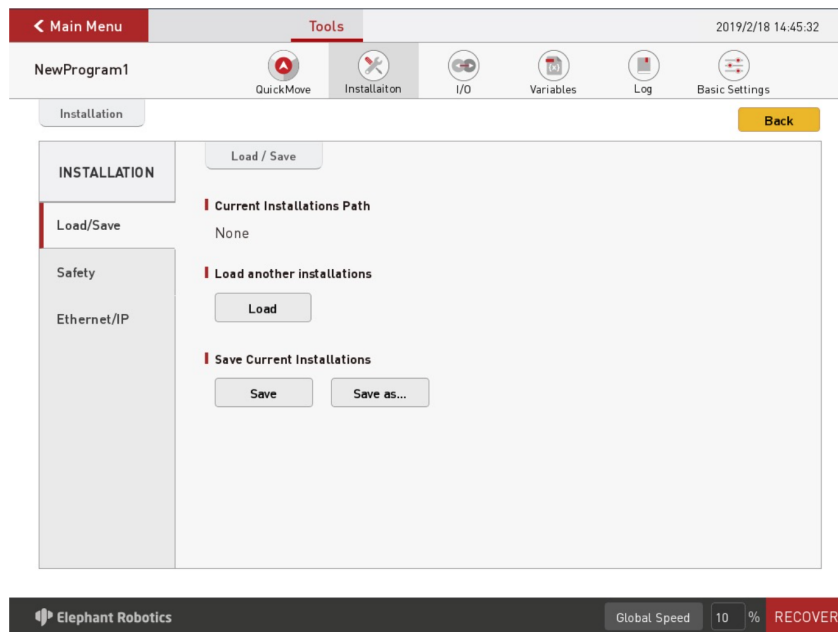 Main Menu
Tools
2019/2/18 14:45:32
NewProgram1
QuickMove
Installaiton
I/O
Variables
Log
Basic Settings
Installation
Back
INSTALLATION
Load/Save
Safety
Ethernet/IP
Load / Save
Current Installations Path
None
Load another installations
Load
Save Current Installations
Save
Save as...
Elephant Robotics
Global Speed
10 %
RECOVER